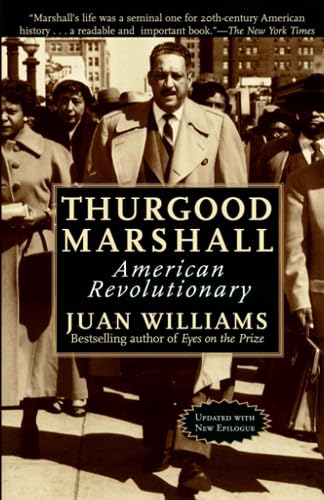 "Marshall's life was a seminal one for 20th-century American
history . . . a readable and important book."—The New York Times
THURGOOD
MARSHALL
American
Revolutionary
JUAN WILLIAMS
Bestselling author of Eyes on the Prize
UPDATED WITH
NEW EPILOGUE